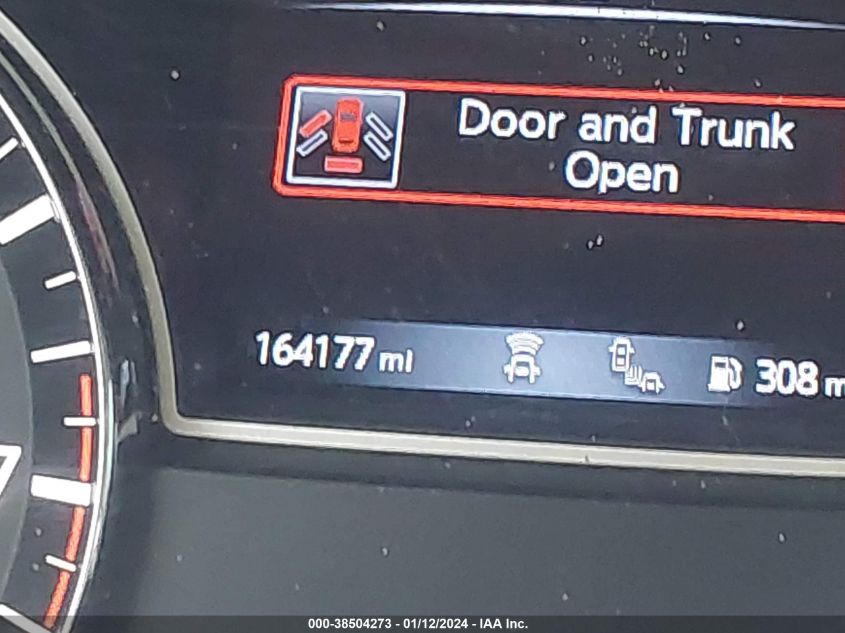 Door and Trunk
Open
164177 mi
308 m
000-38504273 - 01/12/2024 - IAA Inc.